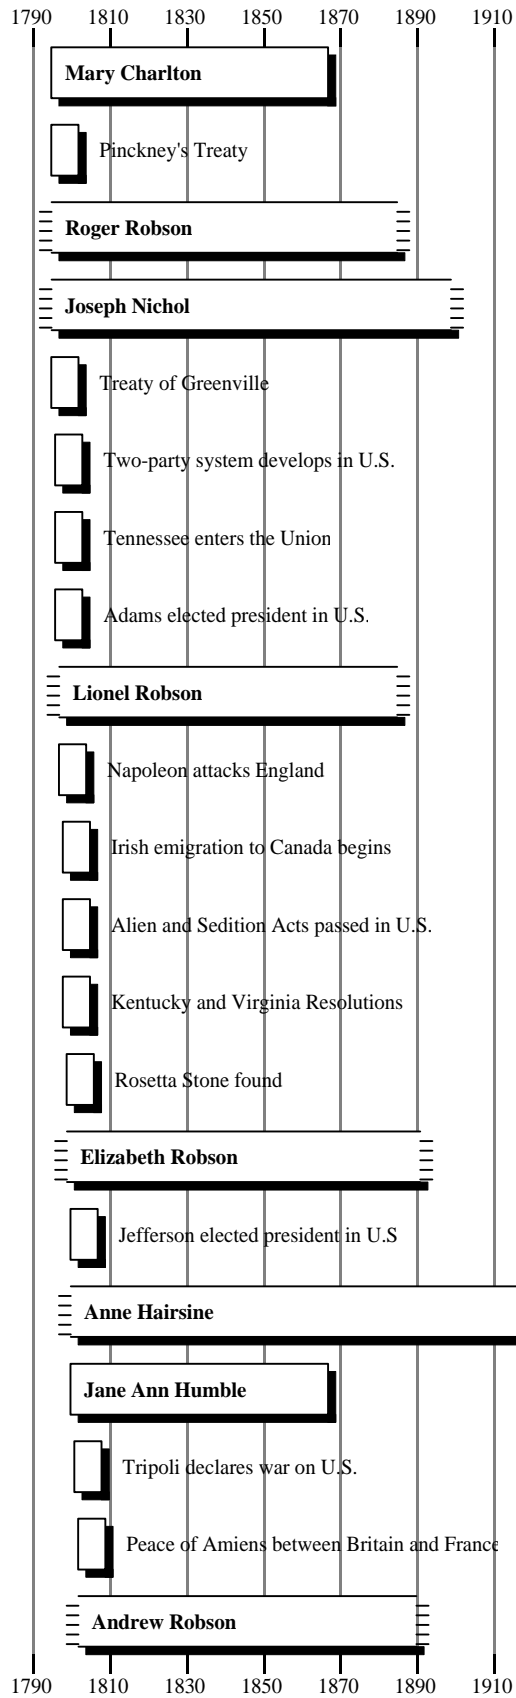 1790 1810 1830 1850 1870 1890 1910
Mary Charlton
Pinckney's Treaty
Roger Robson
Joseph Nichol
Treaty of Greenville
Two-party system develops in U.S.
Tennessee enters the Union
Adams elected president in U.S.
Lionel Robson
Napoleon attacks England
Irish emigration to Canada begins
Alien and Sedition Acts passed in U.S.
Kentucky and Virginia Resolutions
Rosetta Stone found
Elizabeth Robson
Jefferson elected president in U.S
Anne Hairsine
Jane Ann Humble
Tripoli declares war on U.S.
Peace of Amiens between Britain and France
Andrew Robson
1790 1810 1830 1850 1870 1890 1910